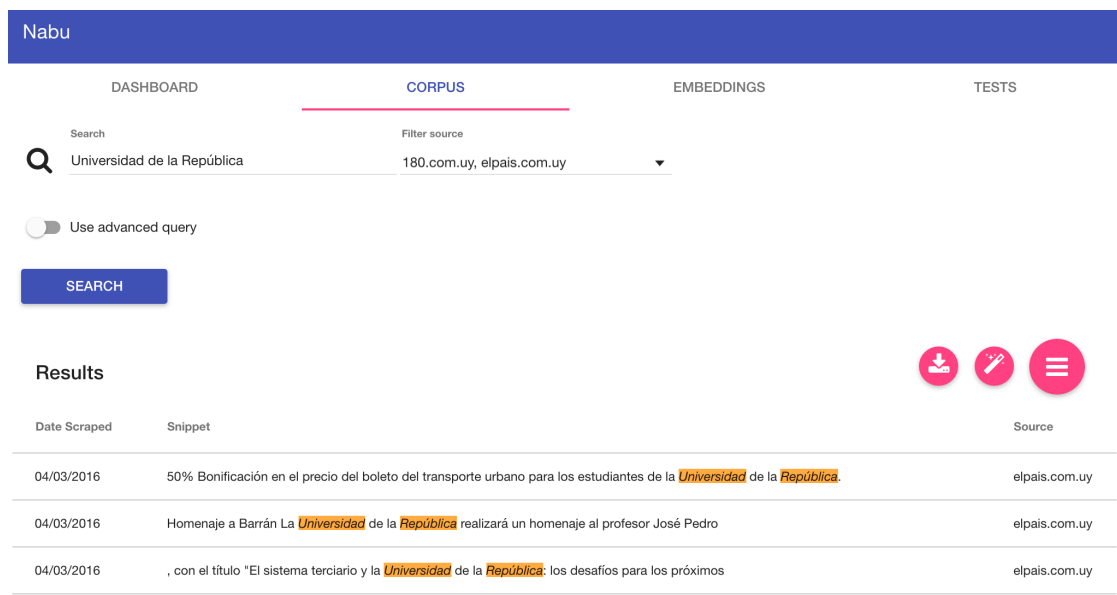 Nabu
DASHBOARD CORPUS EMBEDDINGS TESTS
Search Filter source
Universidad de la República 180.com.uy, elpais.com.uy
Use advanced query
SEARCH
Results
Date Scraped Snippet Source
04/03/2016 50% Bonificación en el precio del boleto del transporte urbano para los estudiantes de la Universidad de la República. elpais.com.uy
04/03/2016 Homenaje a Barrán La Universidad de la República realizará un homenaje al profesor José Pedro elpais.com.uy
04/03/2016 , con el título "El sistema terciario y la Universidad de la República: los desafíos para los próximos elpais.com.uy